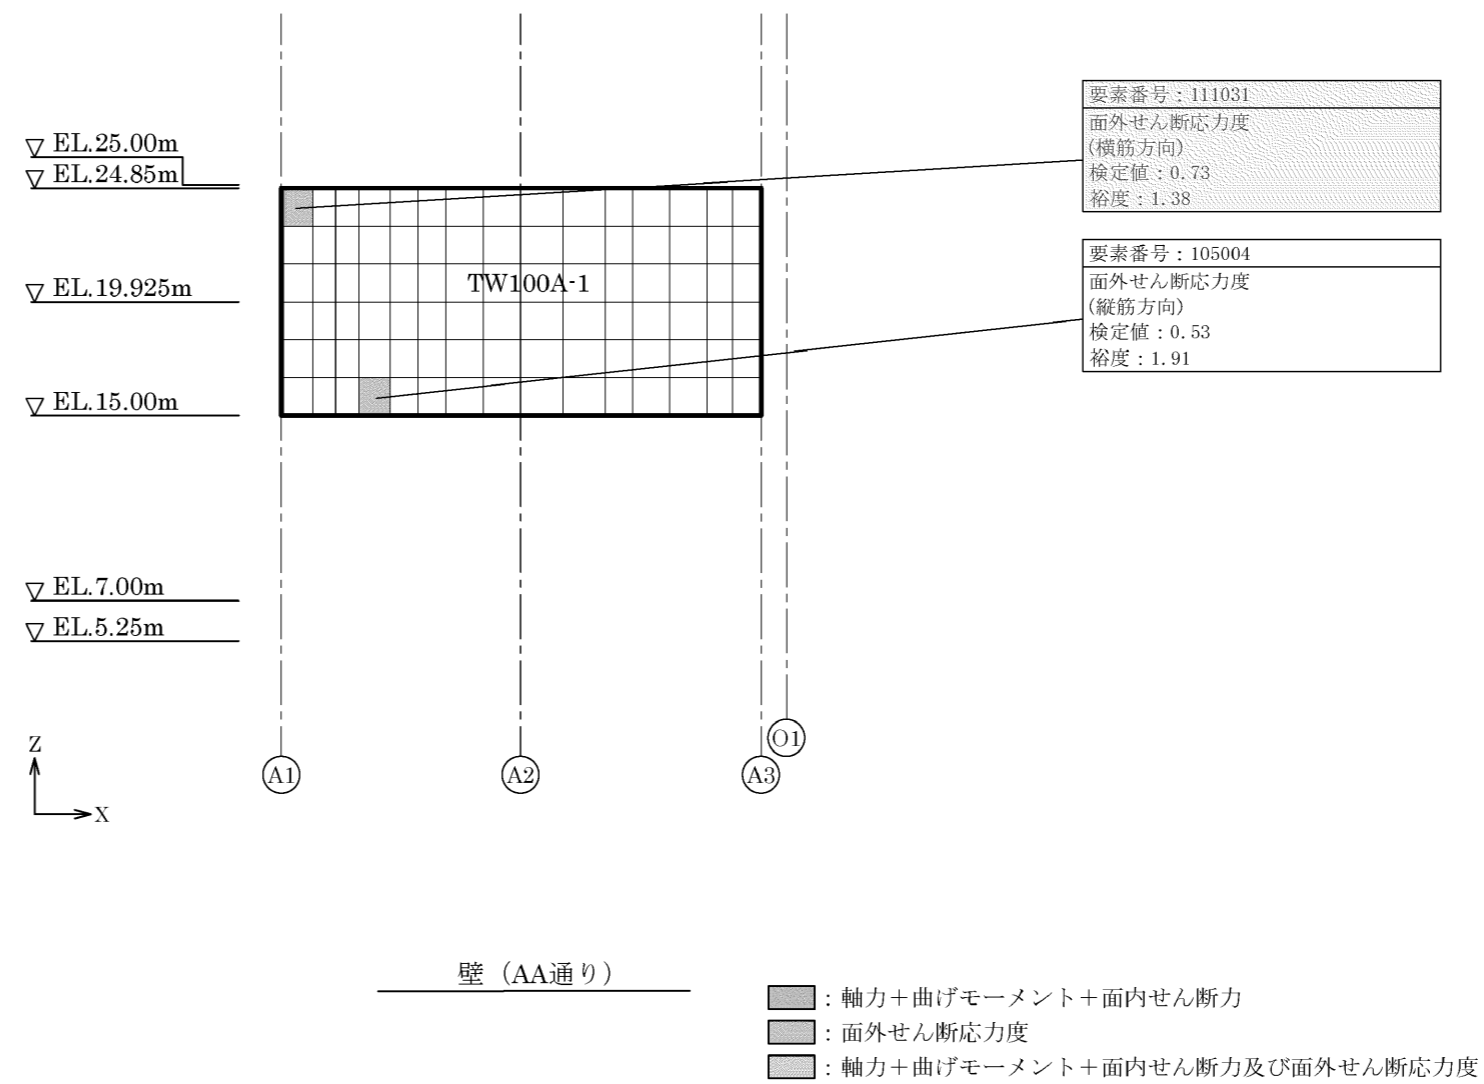 要素番号：111031
面外せん断応力度
(横筋方向)
検定値：0.73
裕度：1.38
EL.25.00m
EL.24.85m
要素番号：105004
面外せん断応力度
(縦筋方向)
検定値：0.53
裕度：1.91
EL.19.925m
TW100A-1
EL.15.00m
EL.7.00m
EL.5.25m
Z
X
A1
A2
A3
O1
壁（AA通り）
：軸力＋曲げモーメント＋面内せん断力
：面外せん断応力度
：軸力＋曲げモーメント＋面内せん断力及び面外せん断応力度